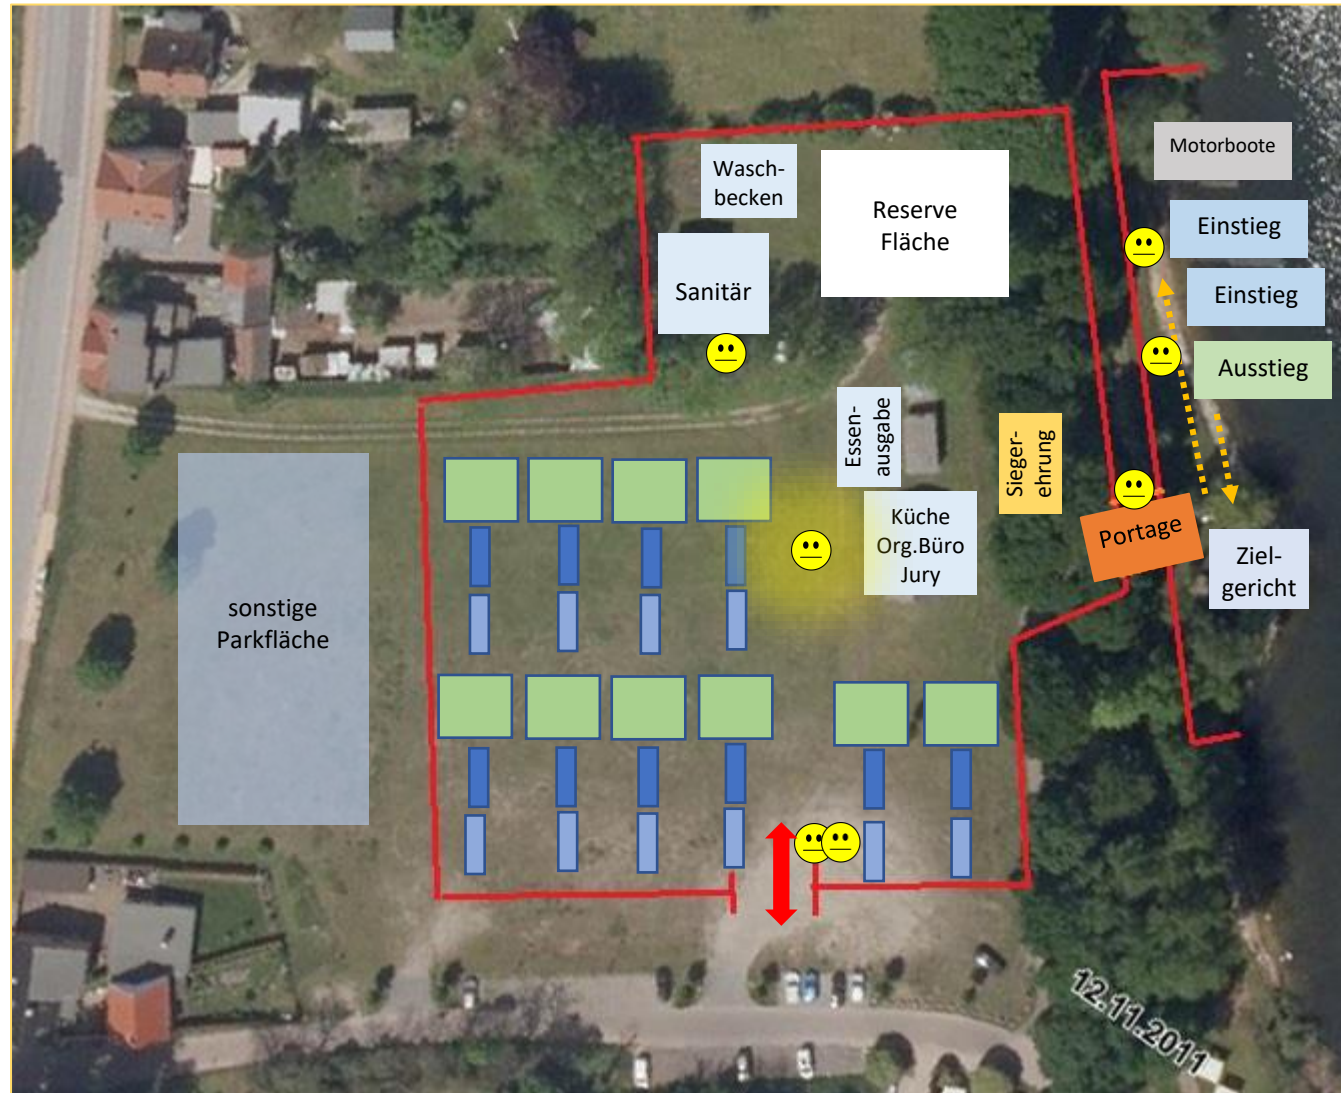 Motorboote
Wasch-
becken
Reserve
Fläche
Einstieg
Sanitär
Einstieg
Ausstieg
Essen-
ausgabe
Sieger-
ehrung
Küche
Org.Büro
Jury
Portage
Ziel-
gericht
sonstige
Parkfläche
12.11.2011